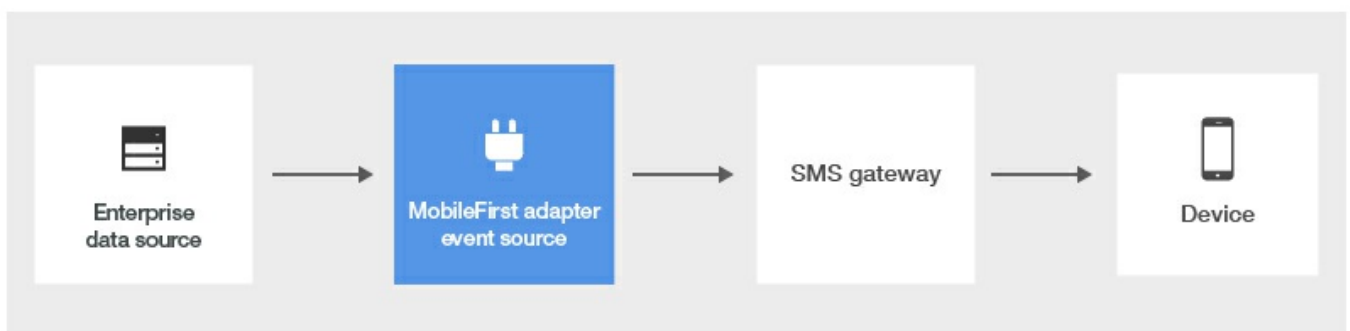 Enterprise
data source
MobileFirst adapter
event source
SMS gateway
Device